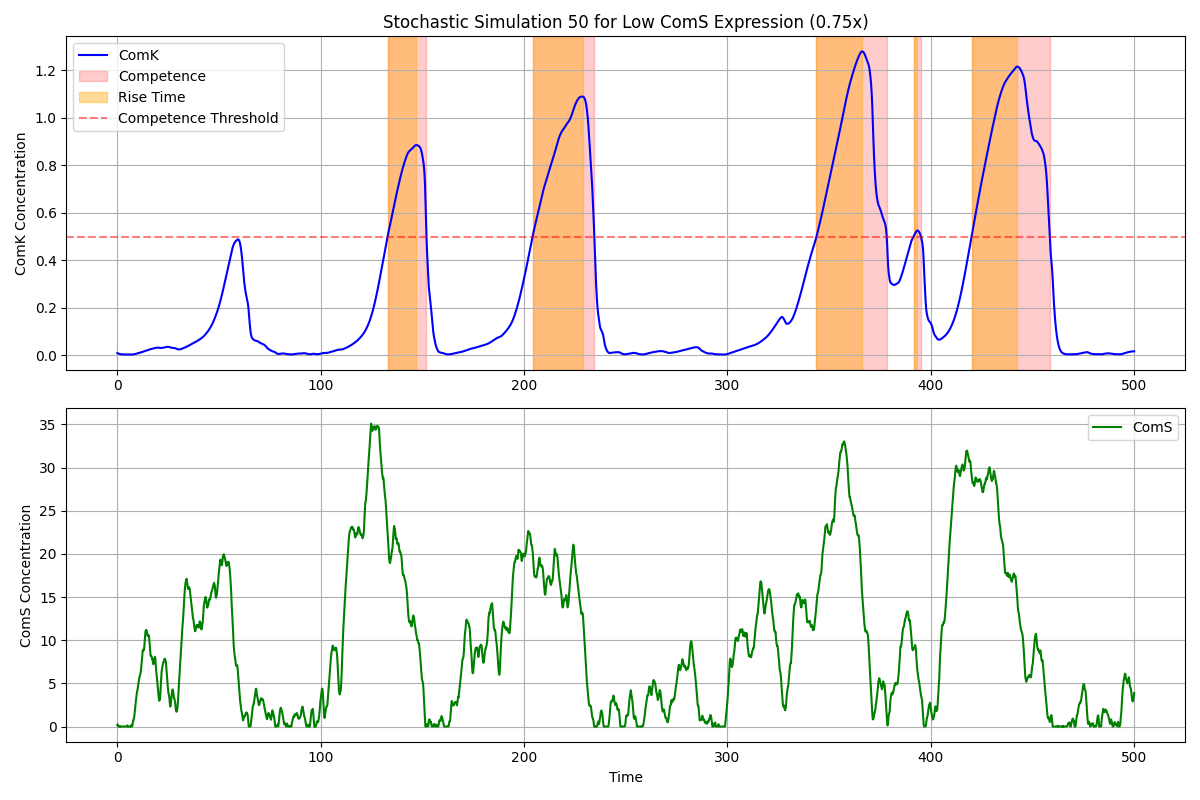 Stochastic Simulation 50 for Low ComS Expression (0.75x)
ComK
Competence
Rise Time
Competence Threshold
ComK Concentration
1.2
1.0
0.8
0.6
0.4
0.2
0.0
0 100 200 300 400 500
ComS
ComS Concentration
35
30
25
20
15
10
5
0
0 100 200 300 400 500
Time